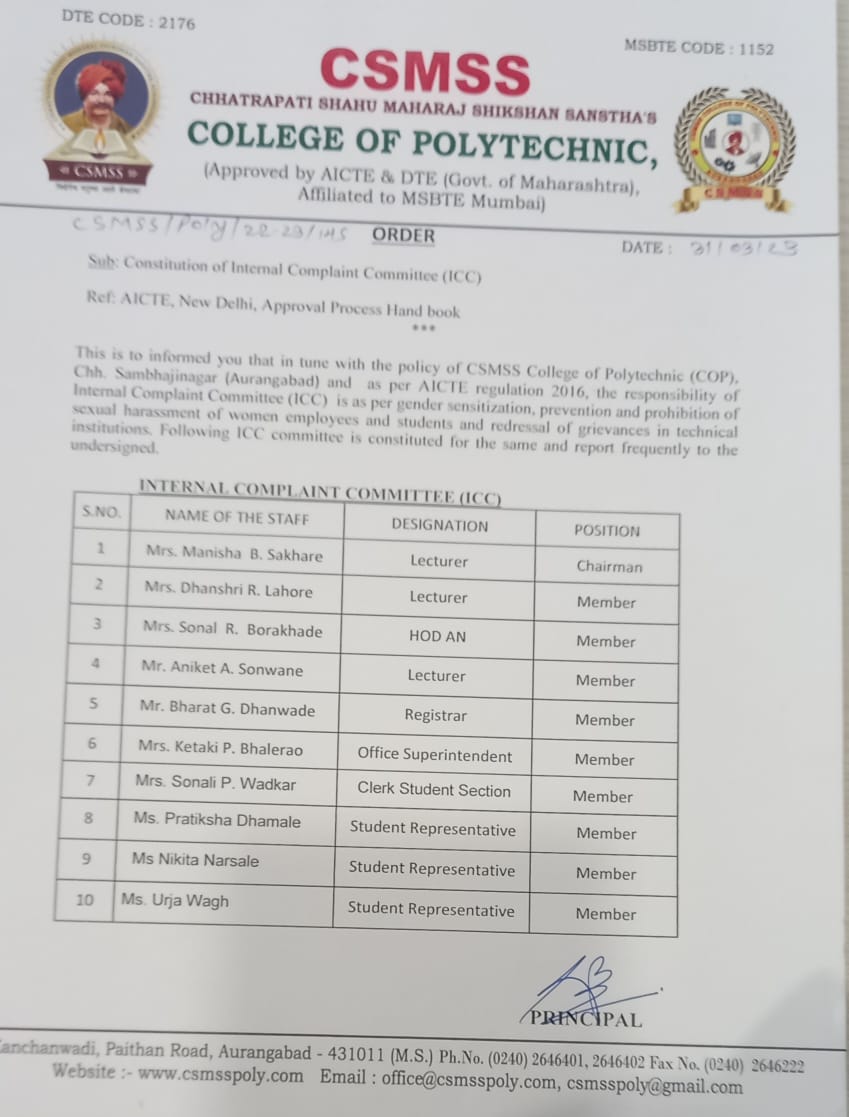 DTE CODE : 2176
MSBTE CODE : 1152
CSMSS
CHHATRAPATI SHAHU MAHARAJ SHIKSHAN SANSTHA'S
COLLEGE OF POLYTECHNIC,
(Approved by AICTE & DTE (Govt. of Maharashtra),
Affiliated to MSBTE Mumbai)
« CSMSS »
CSMSS
CSMSS/Poly/22-23/145 ORDER
DATE : 31/03/23
Sub: Constitution of Internal Complaint Committee (ICC)
Ref: AICTE, New Delhi, Approval Process Hand book
***
This is to informed you that in tune with the policy of CSMSS College of Polytechnic (COP),
Chh. Sambhajinagar (Aurangabad) and as per AICTE regulation 2016, the responsibility of
Internal Complaint Committee (ICC) is as per gender sensitization, prevention and prohibition of
sexual harassment of women employees and students and redressal of grievances in technical
institutions. Following ICC committee is constituted for the same and report frequently to the
undersigned.
INTERNAL COMPLAINT COMMITTEE (ICC)
S.NO. NAME OF THE STAFF DESIGNATION POSITION
1 Mrs. Manisha B. Sakhare Lecturer Chairman
2 Mrs. Dhanshri R. Lahore Lecturer Member
3 Mrs. Sonal R. Borakhade HOD AN Member
4 Mr. Aniket A. Sonwane Lecturer Member
5 Mr. Bharat G. Dhanwade Registrar Member
6 Mrs. Ketaki P. Bhalerao Office Superintendent Member
7 Mrs. Sonali P. Wadkar Clerk Student Section Member
8 Ms. Pratiksha Dhamale Student Representative Member
9 Ms Nikita Narsale Student Representative Member
10 Ms. Urja Wagh Student Representative Member
PRINCIPAL
Kanchanwadi, Paithan Road, Aurangabad - 431011 (M.S.) Ph.No. (0240) 2646401, 2646402 Fax No. (0240) 2646222
Website :- www.csmsspoly.com Email : office@csmsspoly.com, csmsspoly@gmail.com